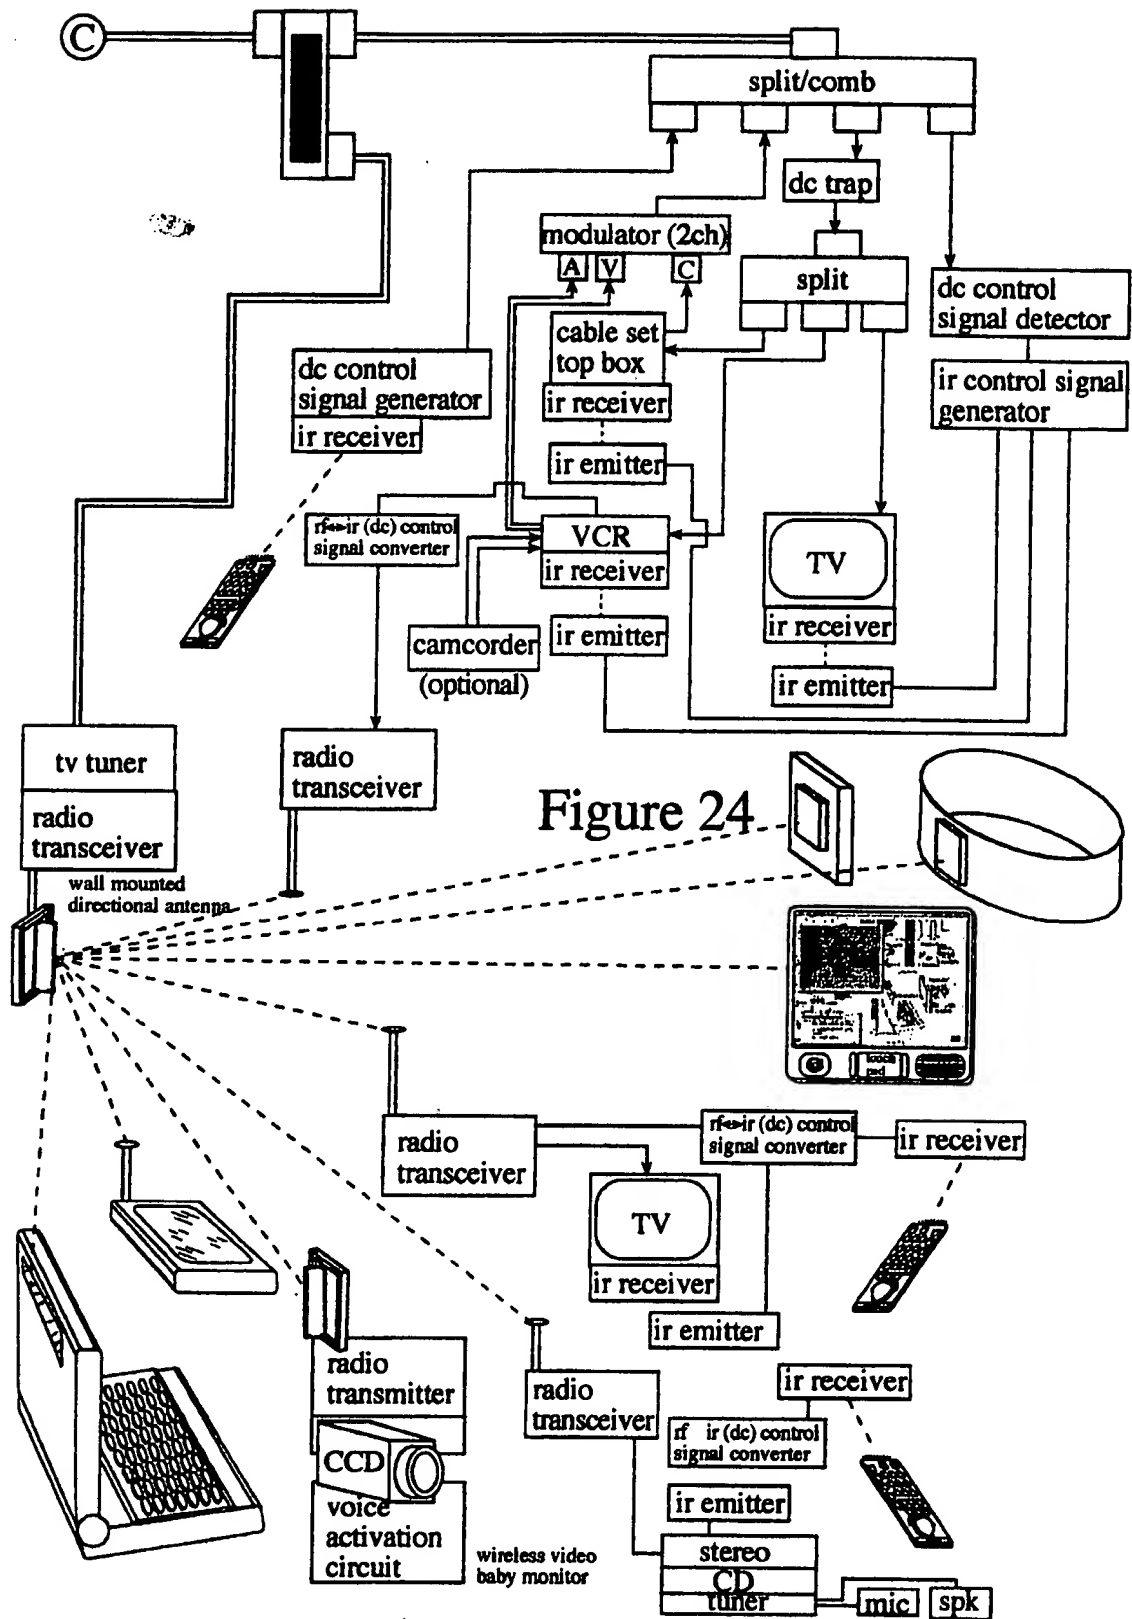 C
split/comb
dc trap
modulator (2ch)
A V C
split
dc control
signal detector
cable set
top box
ir receiver
dc control
signal generator
ir receiver
ir control signal
generator
ir emitter
rf↔ir (dc) control
signal converter
VCR
ir receiver
TV
ir receiver
camcorder
(optional)
ir emitter
ir emitter
tv tuner
radio
transceiver
radio
transceiver
Figure 24
wall mounted
directional antenna
touch
pad
radio
transceiver
rf↔ir (dc) control
signal converter
ir receiver
TV
ir receiver
ir emitter
radio
transmitter
CCD
voice
activation
circuit
wireless video
baby monitor
radio
transceiver
ir receiver
rf ir (dc) control
signal converter
ir emitter
stereo
CD
tuner
mic
spk